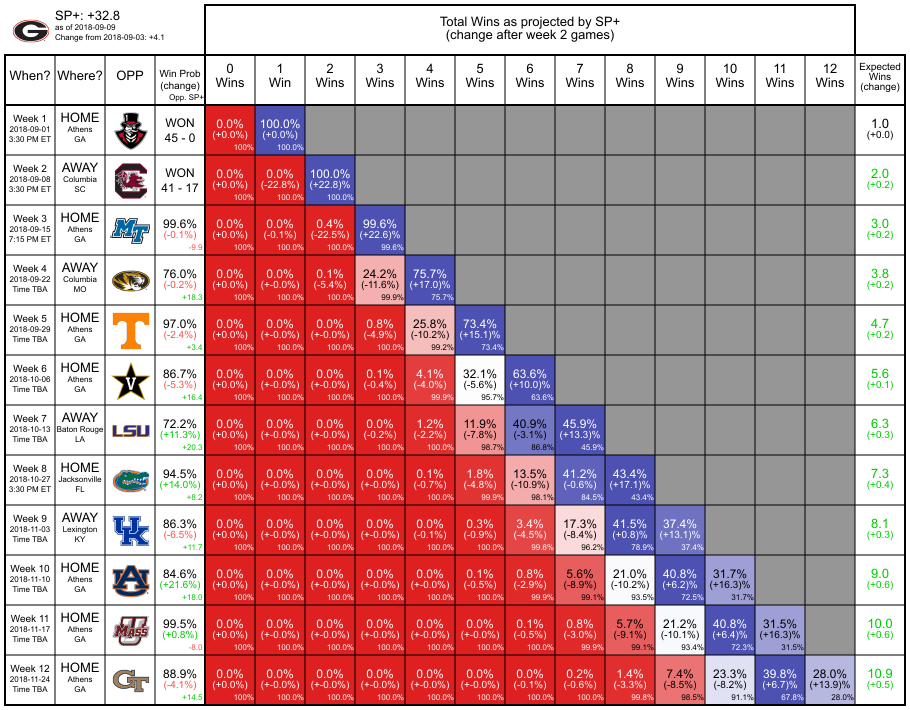 SP+: +32.8
as of 2018-09-09
Change from 2018-09-03: +4.1
Total Wins as projected by SP+
(change after week 2 games)
When? Where? OPP Win Prob (change) Opp. SP+ 0 Wins 1 Win 2 Wins 3 Wins 4 Wins 5 Wins 6 Wins 7 Wins 8 Wins 9 Wins 10 Wins 11 Wins 12 Wins Expected Wins (change)
Week 1 HOME WON 0.0% 100.0% 1.0
2018-09-01 Athens 45 - 0 (+0.0%) (+0.0%) (+0.0)
3:30 PM ET GA 100% 100.0%
Week 2 AWAY C WON 0.0% 0.0% 100.0% 2.0
2018-09-08 Columbia 41 - 17 (+0.0%) (-22.8%) (+22.8)% (+0.2)
3:30 PM ET SC 100% 100.0% 100.0%
Week 3 HOME MT 99.6% 0.0% 0.0% 0.4% 99.6% 3.0
2018-09-15 Athens (-0.1%) (+0.0%) (-0.1%) (-22.5%) (+22.6)% (+0.2)
7:15 PM ET GA -9.9 100% 100.0% 100.0% 99.6%
Week 4 AWAY 76.0% 0.0% 0.0% 0.1% 24.2% 75.7% 3.8
2018-09-22 Columbia (-0.2%) (+0.0%) (+-0.0%) (-5.4%) (-11.6%) (+17.0)% (+0.2)
Time TBA MO +18.3 100% 100.0% 100.0% 99.9% 75.7%
Week 5 HOME T 97.0% 0.0% 0.0% 0.0% 0.8% 25.8% 73.4% 4.7
2018-09-29 Athens (-2.4%) (+0.0%) (+-0.0%) (+-0.0%) (-4.9%) (-10.2%) (+15.1)% (+0.2)
Time TBA GA +3.4 100% 100.0% 100.0% 100.0% 99.2% 73.4%
Week 6 HOME V 86.7% 0.0% 0.0% 0.0% 0.1% 4.1% 32.1% 63.6% 5.6
2018-10-06 Athens (-5.3%) (+0.0%) (+-0.0%) (+-0.0%) (-0.4%) (-4.0%) (-5.6%) (+10.0)% (+0.1)
Time TBA GA +16.4 100% 100.0% 100.0% 100.0% 99.9% 95.7% 63.6%
Week 7 AWAY LSU 72.2% 0.0% 0.0% 0.0% 0.0% 1.2% 11.9% 40.9% 45.9% 6.3
2018-10-13 Baton Rouge (+11.3%) (+0.0%) (+-0.0%) (+-0.0%) (-0.2%) (-2.2%) (-7.8%) (-3.1%) (+13.3)% (+0.3)
Time TBA LA +20.3 100% 100.0% 100.0% 100.0% 100.0% 98.7% 86.8% 45.9%
Week 8 HOME 94.5% 0.0% 0.0% 0.0% 0.0% 0.1% 1.8% 13.5% 41.2% 43.4% 7.3
2018-10-27 Jacksonville (+14.0%) (+0.0%) (+-0.0%) (+-0.0%) (+-0.0%) (-0.7%) (-4.8%) (-10.9%) (-0.6%) (+17.1)% (+0.4)
3:30 PM ET FL +8.2 100% 100.0% 100.0% 100.0% 100.0% 99.9% 98.1% 84.5% 43.4%
Week 9 AWAY UK 86.3% 0.0% 0.0% 0.0% 0.0% 0.0% 0.3% 3.4% 17.3% 41.5% 37.4% 8.1
2018-11-03 Lexington (-6.5%) (+0.0%) (+-0.0%) (+-0.0%) (+-0.0%) (-0.1%) (-0.9%) (-4.5%) (-8.4%) (+0.8)% (+13.1)% (+0.3)
Time TBA KY +11.7 100% 100.0% 100.0% 100.0% 100.0% 100.0% 99.6% 96.2% 78.9% 37.4%
Week 10 HOME AU 84.6% 0.0% 0.0% 0.0% 0.0% 0.0% 0.1% 0.8% 5.6% 21.0% 40.8% 31.7% 9.0
2018-11-10 Athens (+21.6%) (+0.0%) (+-0.0%) (+-0.0%) (+-0.0%) (+-0.0%) (-0.5%) (-2.9%) (-8.9%) (-10.2%) (+6.2)% (+16.3)% (+0.6)
Time TBA GA +18.0 100% 100.0% 100.0% 100.0% 100.0% 100.0% 99.9% 99.1% 93.5% 72.5% 31.7%
Week 11 HOME UMASS 99.5% 0.0% 0.0% 0.0% 0.0% 0.0% 0.0% 0.1% 0.8% 5.7% 21.2% 40.8% 31.5% 10.0
2018-11-17 Athens (+0.8%) (+0.0%) (+-0.0%) (+-0.0%) (+-0.0%) (+-0.0%) (+-0.0%) (-0.5%) (-3.0%) (-9.1%) (-10.1%) (+6.4)% (+16.3)% (+0.6)
Time TBA GA -8.0 100% 100.0% 100.0% 100.0% 100.0% 100.0% 100.0% 99.9% 99.1% 93.4% 72.3% 31.5%
Week 12 HOME GT 88.9% 0.0% 0.0% 0.0% 0.0% 0.0% 0.0% 0.0% 0.2% 1.4% 7.4% 23.3% 39.8% 28.0% 10.9
2018-11-24 Athens (-4.1%) (+0.0%) (+-0.0%) (+-0.0%) (+-0.0%) (+-0.0%) (+-0.0%) (-0.1%) (-0.6%) (-3.3%) (-8.5%) (-8.2%) (+6.7)% (+13.9)% (+0.5)
Time TBA GA +14.5 100% 100.0% 100.0% 100.0% 100.0% 100.0% 100.0% 100.0% 99.8% 98.5% 91.1% 67.8% 28.0%